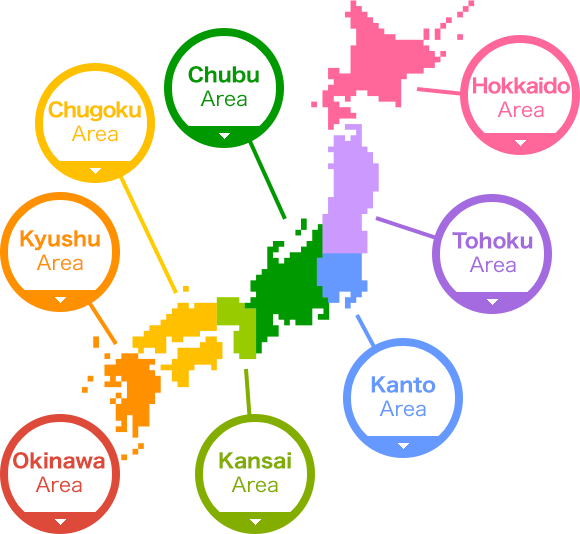 Chubu
Area
Hokkaido
Area
Chugoku
Area
Kyushu
Area
Tohoku
Area
Kanto
Area
Okinawa
Area
Kansai
Area